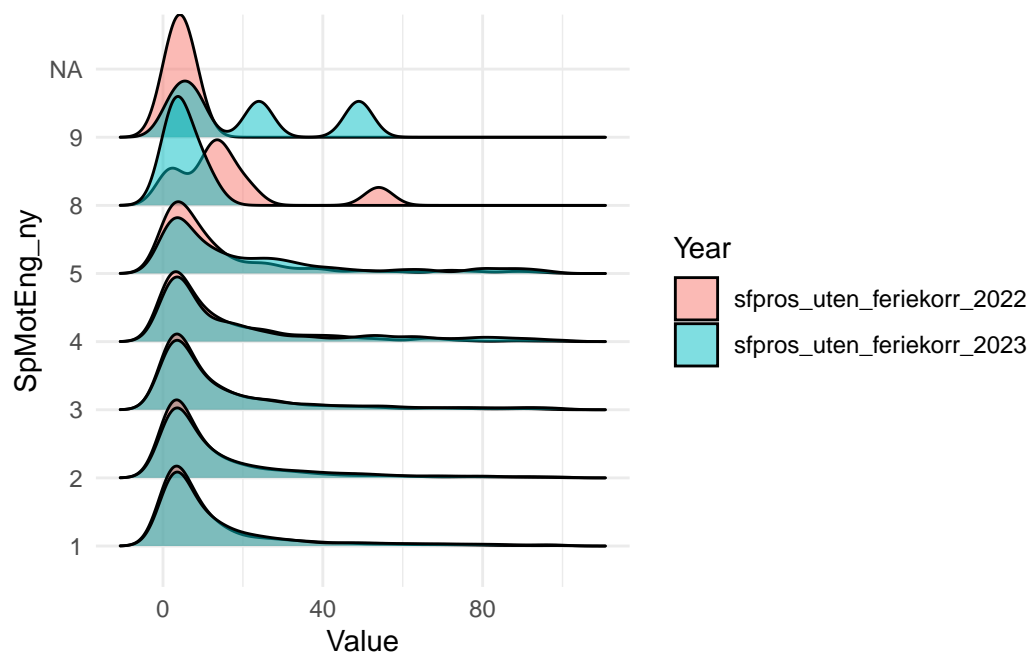 NA
9
8
5
4
3
2
1
SpMotEng_ny
0 40 80
Value
Year
sfpros_uten_feriekorr_2022
sfpros_uten_feriekorr_2023